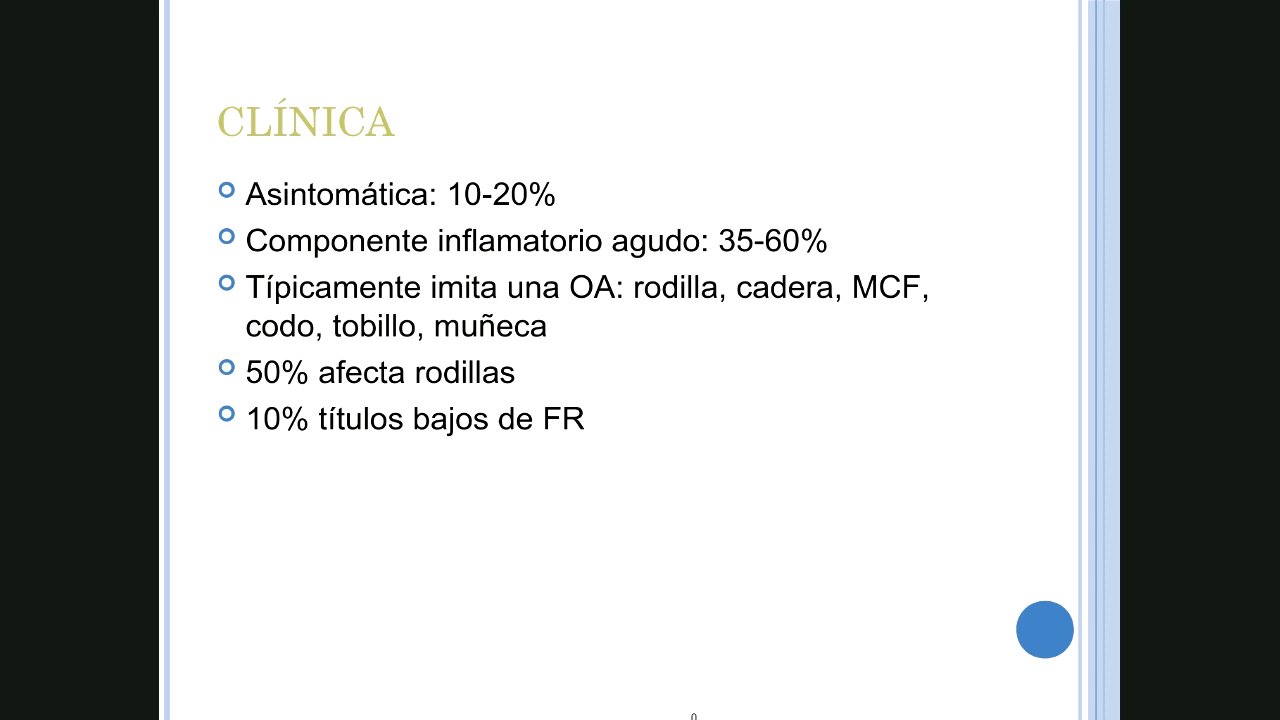 CLÍNICA
Asintomática: 10-20%
Componente inflamatorio agudo: 35-60%
Típicamente imita una OA: rodilla, cadera, MCF,
codo, tobillo, muñeca
50% afecta rodillas
10% títulos bajos de FR